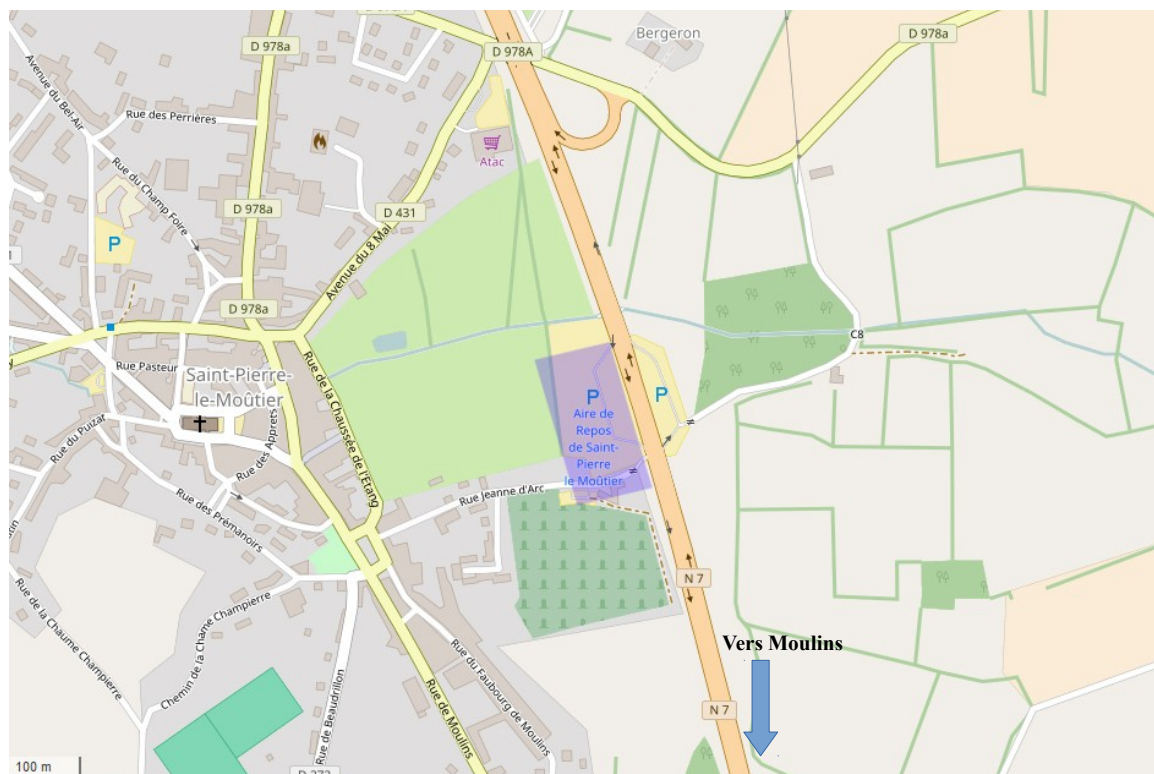 D 978a
D 978A
Bergeron
D 978a
Avenue du Bel-Air
Rue des Perrières
Atac
Rue du Champ Foire
D 978a
D 431
P
Avenue du 8 Mai
D 978a
C8
Rue Pasteur
Saint-Pierre-
le-Moûtier
P
P
Aire de
Repos
de Saint-
Pierre
le Moûtier
Rue du Puizat
Rue des Apprets
Rue de la Chaussée de l'Etang
Rue Jeanne d'Arc
Rue des Prémanoirs
N 7
Rue de la Chaume Champierre
Chemin de la Chame Champierre
Vers Moulins
Rue de Beaudrillon
Rue de Moulins
Rue du Faubourg de Moulins
N 7
100 m